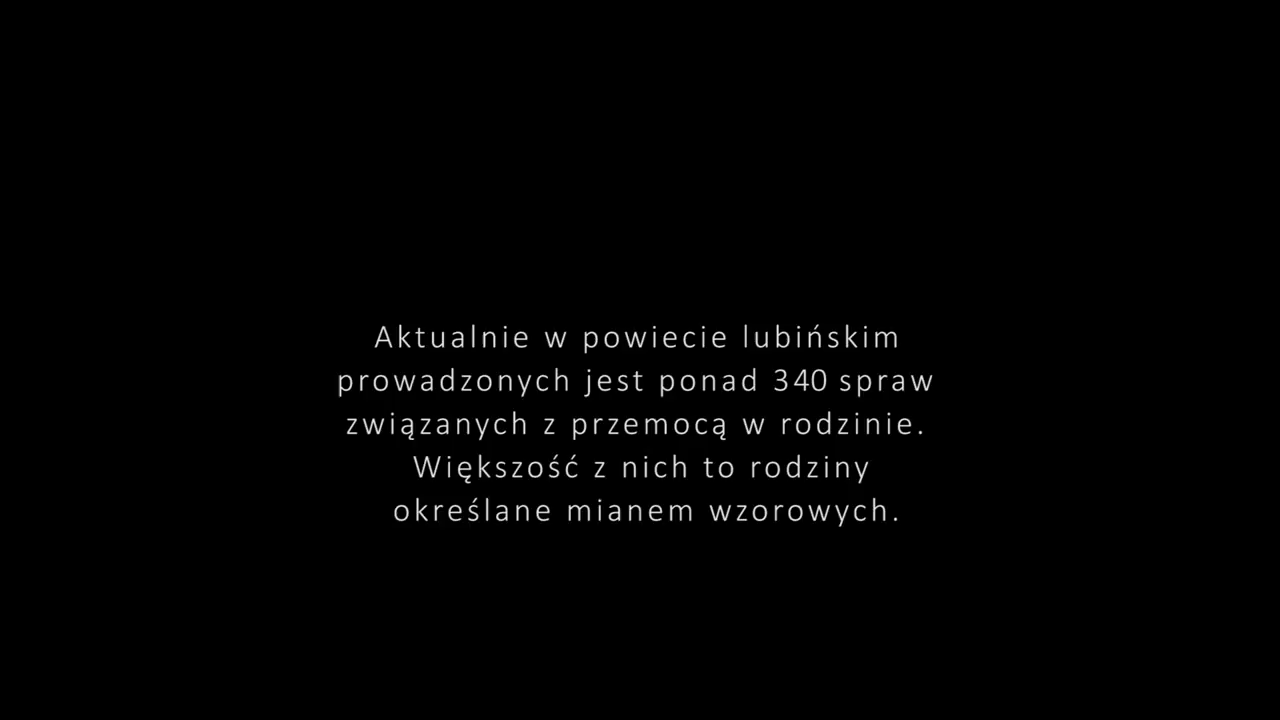 Aktualnie w powiecie lubińskim
prowadzonych jest ponad 340 spraw
związanych z przemocą w rodzinie.
Większość z nich to rodziny
określane mianem wzorowych.